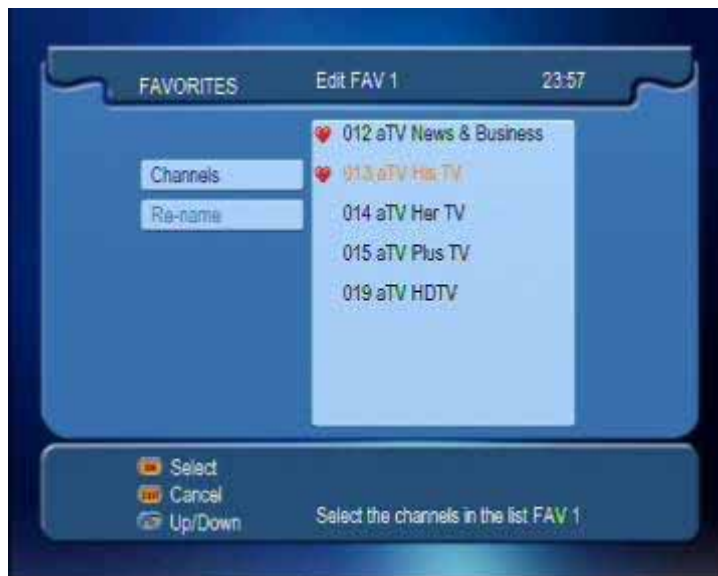 FAVORITES Edit FAV 1 23:57
012 aTV News & Business
Channels
013 aTV His TV
Re-name
014 aTV Her TV
015 aTV Plus TV
019 aTV HDTV
OK Select
EXIT Cancel
Up/Down
Select the channels in the list FAV 1